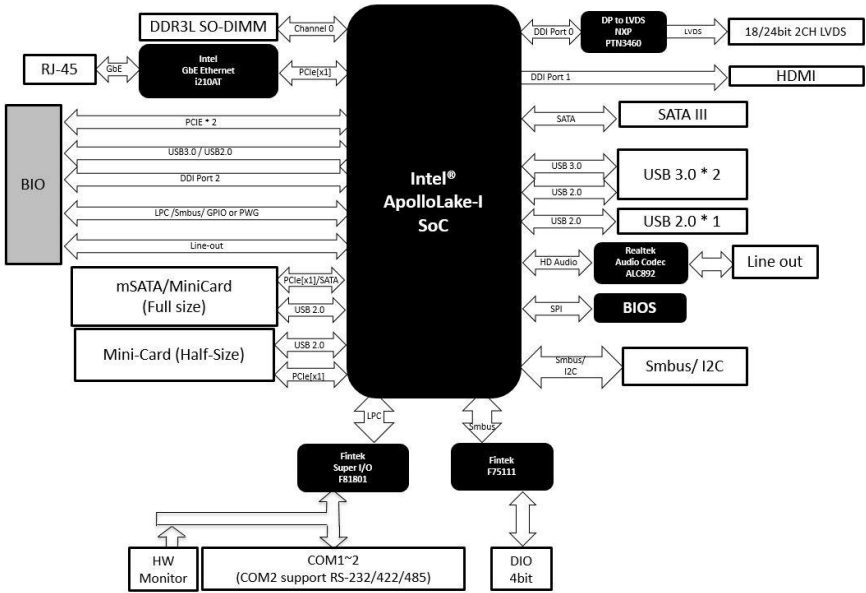 DDR3L SO-DIMM
Channel 0
RJ-45
GbE
Intel
GbE Ethernet
i210AT
PCIe[x1]
BIO
PCIE * 2
USB3.0 / USB2.0
DDI Port 2
LPC /Smbus/ GPIO or PWG
Line-out
mSATA/MiniCard
(Full size)
PCIe[x1]/SATA
USB 2.0
Mini-Card (Half-Size)
USB 2.0
PCIe[x1]
Intel®
ApolloLake-I
SoC
DDI Port 0
DP to LVDS
NXP
PTN3460
LVDS
18/24bit 2CH LVDS
DDI Port 1
HDMI
SATA
SATA III
USB 3.0
USB 2.0
USB 3.0 * 2
USB 2.0
USB 2.0 * 1
HD Audio
Realtek
Audio Codec
ALC892
Line out
SPI
BIOS
Smbus/
I2C
Smbus/ I2C
LPC
Smbus
Fintek
Super I/O
F81801
Fintek
F75111
HW
Monitor
COM1~2
(COM2 support RS-232/422/485)
DIO
4bit